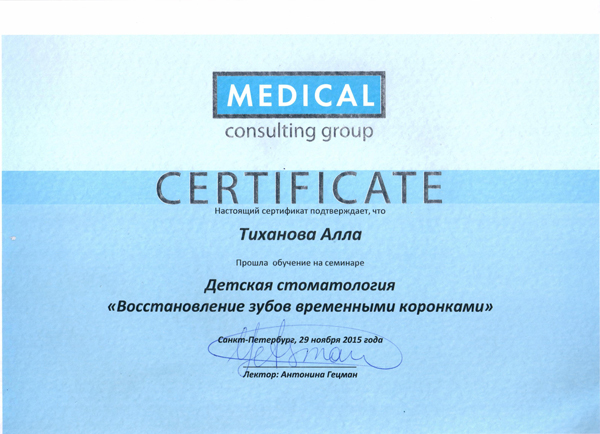 MEDICAL
consulting group
CERTIFICATE
Настоящий сертификат подтверждает, что
Тиханова Алла
Прошла обучение на семинаре
Детская стоматология
«Восстановление зубов временными коронками»
Санкт-Петербург, 29 ноября 2015 года
Getsman
Лектор: Антонина Гецман